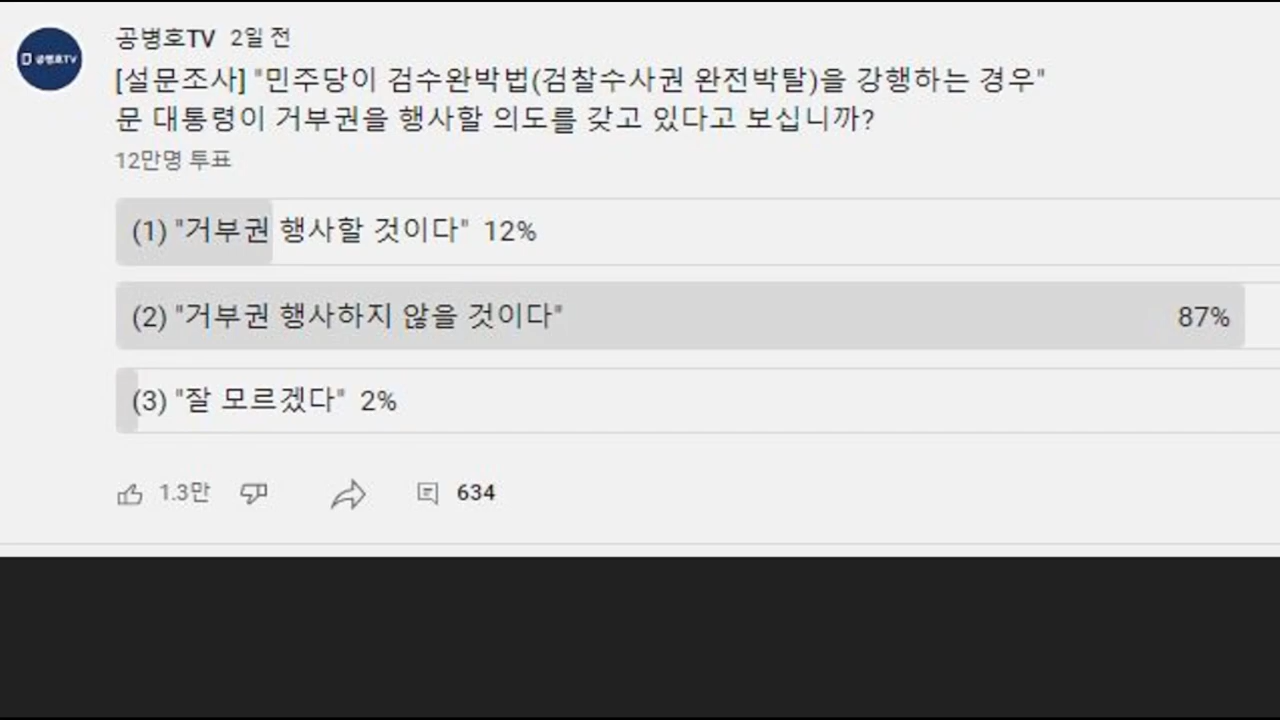 공병호TV
공병호TV 2일 전
[설문조사] "민주당이 검수완박법(검찰수사권 완전박탈)을 강행하는 경우"
문 대통령이 거부권을 행사할 의도를 갖고 있다고 보십니까?
12만명 투표
(1) "거부권 행사할 것이다" 12%
(2) "거부권 행사하지 않을 것이다" 87%
(3) "잘 모르겠다" 2%
1.3만 634